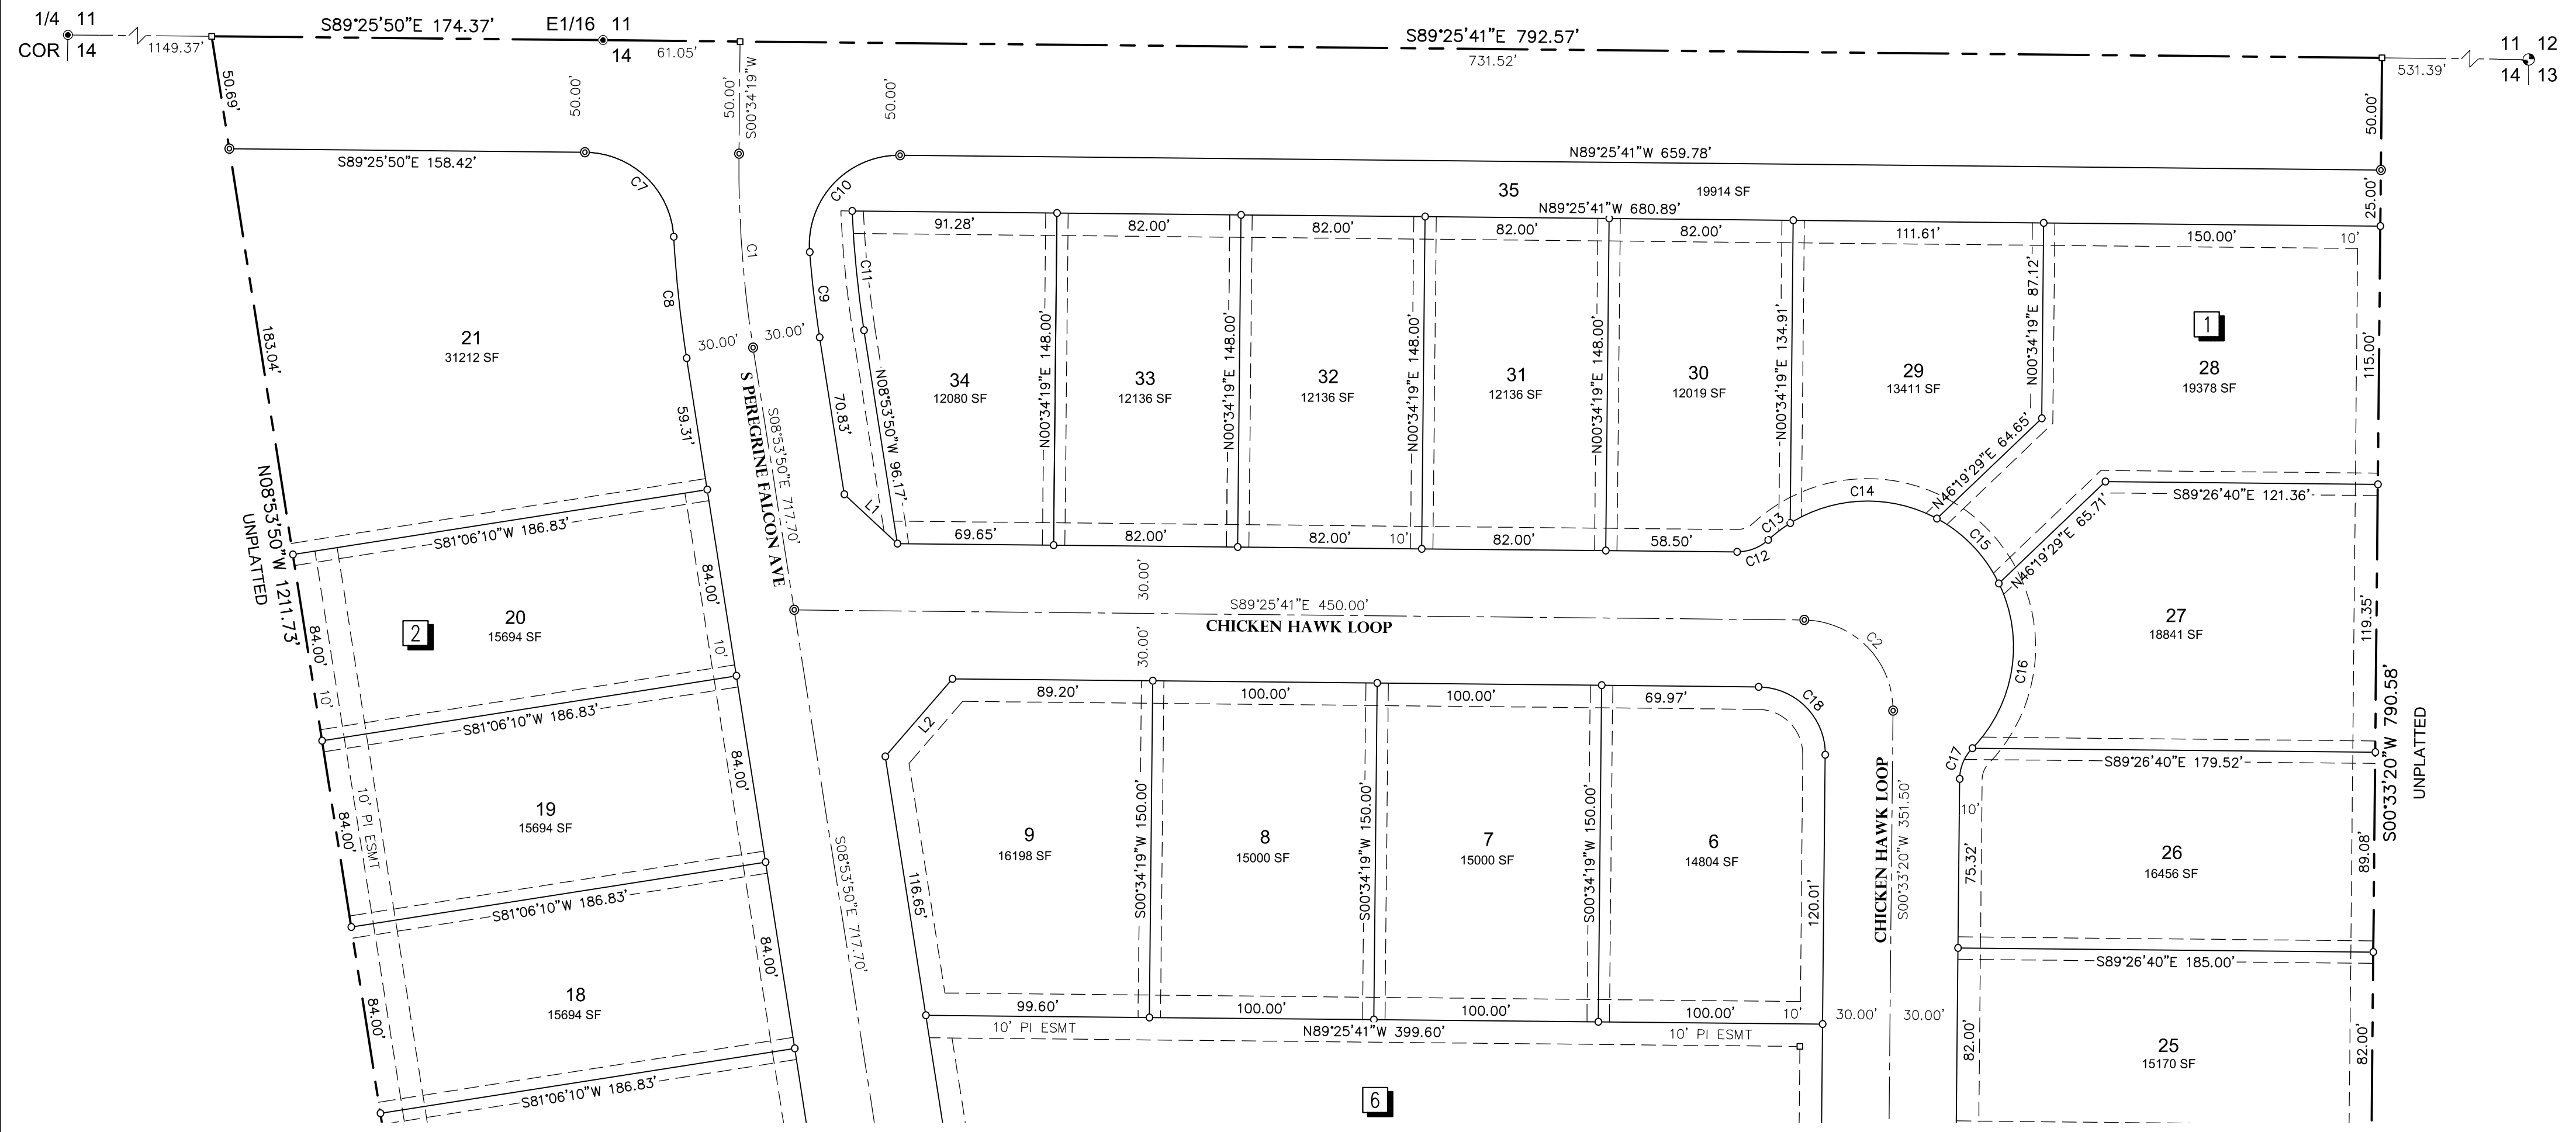 1/4 11
COR 14
1149.37’
S89°25’50”E 174.37’
E1/16 11
14
61.05’
S89°25’41”E 792.57’
731.52’
11 12
14 13
531.39’
50.69’
50.00’
50.00’
S00°34’19”W
50.00’
50.00’
S89°25’50”E 158.42’
C7
C10
N89°25’41”W 659.78’
35
19914 SF
25.00’
N89°25’41”W 680.89’
91.28’
82.00’
82.00’
82.00’
82.00’
111.61’
150.00’
10’
C1
C8
C9
C11
183.04’
21
31212 SF
30.00’
30.00’
59.31’
70.83’
N08°53’50”W 96.17’
L1
34
12080 SF
N00°34’19”E 148.00’
33
12136 SF
N00°34’19”E 148.00’
32
12136 SF
N00°34’19”E 148.00’
31
12136 SF
N00°34’19”E 148.00’
30
12019 SF
N00°34’19”E 134.91’
29
13411 SF
N00°34’19”E 87.12’
1
28
19378 SF
115.00’
N46°19’29”E 64.65’
S PEREGRINE FALCON AVE
S08°53’50”E 717.70’
N08°53’50”W 1211.73’
UNPLATTED
S81°06’10”W 186.83’
69.65’
82.00’
82.00’
10’
82.00’
58.50’
C12
C13
C14
C15
N46°19’29”E 65.71’
S89°26’40”E 121.36’
84.00’
84.00’
10’
10’
2
20
15694 SF
30.00’
S89°25’41”E 450.00’
CHICKEN HAWK LOOP
30.00’
C2
C16
27
18841 SF
119.35’
S81°06’10”W 186.83’
L2
89.20’
100.00’
100.00’
69.97’
C18
C17
S89°26’40”E 179.52’
S00°33’20”W 790.58’
UNPLATTED
84.00’
84.00’
10’ PI ESMT
19
15694 SF
S08°53’50”E 717.70’
116.65’
9
16198 SF
S00°34’19”W 150.00’
8
15000 SF
S00°34’19”W 150.00’
7
15000 SF
S00°34’19”W 150.00’
6
14804 SF
120.01’
CHICKEN HAWK LOOP
S00°33’20”W 351.50’
10’
75.32’
26
16456 SF
89.08’
S81°06’10”W 186.83’
S89°26’40”E 185.00’
84.00’
84.00’
18
15694 SF
99.60’
100.00’
100.00’
100.00’
10’
30.00’
30.00’
10’ PI ESMT
N89°25’41”W 399.60’
10’ PI ESMT
82.00’
25
15170 SF
82.00’
S81°06’10”W 186.83’
6